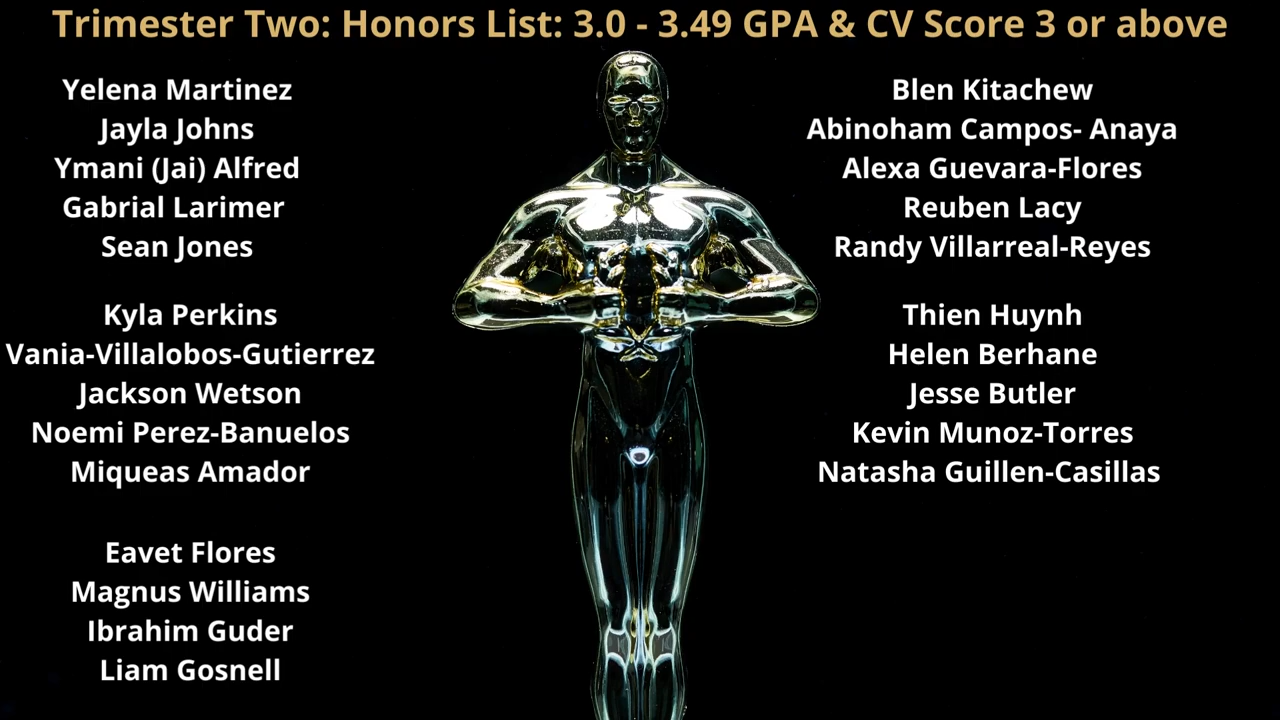 Trimester Two: Honors List: 3.0 - 3.49 GPA & CV Score 3 or above
Yelena Martinez
Jayla Johns
Ymani (Jai) Alfred
Gabrial Larimer
Sean Jones
Kyla Perkins
Vania-Villalobos-Gutierrez
Jackson Wetson
Noemi Perez-Banuelos
Miqueas Amador
Eavet Flores
Magnus Williams
Ibrahim Guder
Liam Gosnell
Blen Kitachew
Abinoham Campos- Anaya
Alexa Guevara-Flores
Reuben Lacy
Randy Villarreal-Reyes
Thien Huynh
Helen Berhane
Jesse Butler
Kevin Munoz-Torres
Natasha Guillen-Casillas